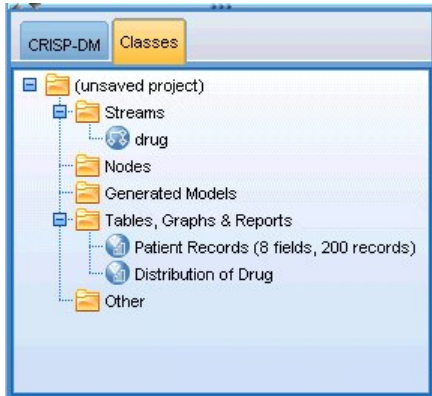 CRISP-DM Classes
(unsaved project)
Streams
drug
Nodes
Generated Models
Tables, Graphs & Reports
Patient Records (8 fields, 200 records)
Distribution of Drug
Other